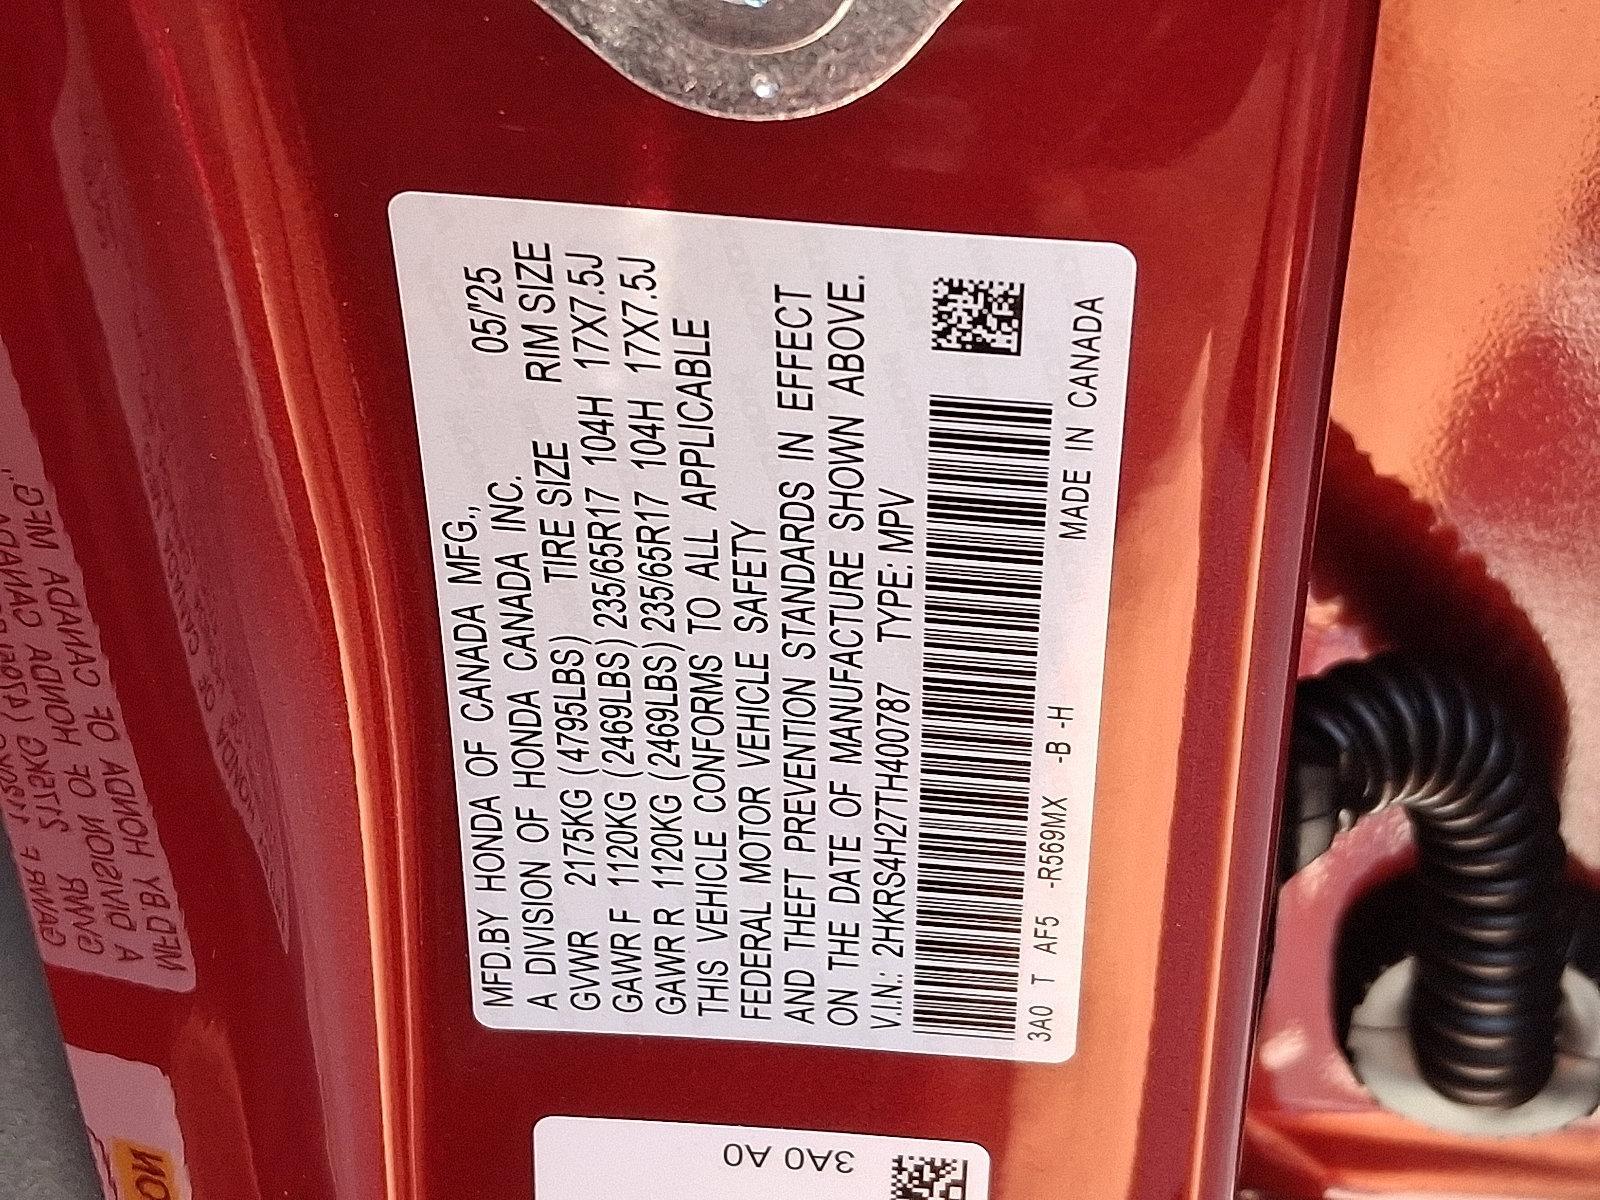 MFD.BY HONDA OF CANADA MFG., 05/'25
A DIVISION OF HONDA CANADA INC.
TIRE SIZE RIM SIZE
GVWR 2175KG (4795LBS)
GAWR F 1120KG (2469LBS) 235/65R17 104H 17X7.5J
GAWR R 1120KG (2469LBS) 235/65R17 104H 17X7.5J
THIS VEHICLE CONFORMS TO ALL APPLICABLE
FEDERAL MOTOR VEHICLE SAFETY
AND THEFT PREVENTION STANDARDS IN EFFECT
ON THE DATE OF MANUFACTURE SHOWN ABOVE.
V.I.N.: 2HKRS4H27TH400787 TYPE: MPV
3A0 T AF5 -R569MX -B -H MADE IN CANADA
3A0 A0